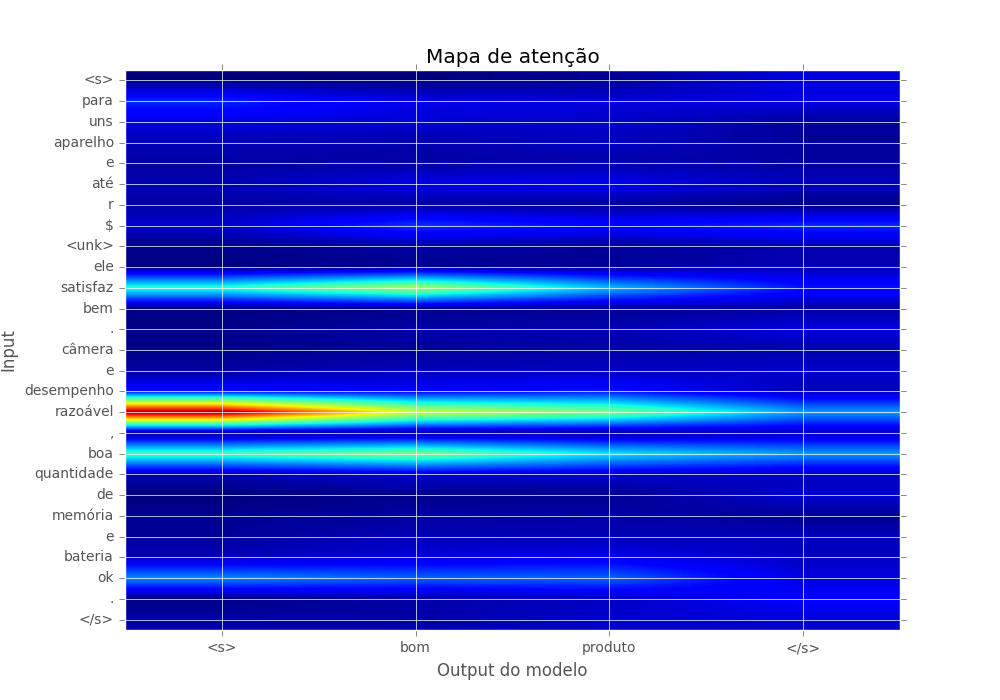 Mapa de atenção
<s>
para
uns
aparelho
e
até
r
$
<unk>
ele
satisfaz
bem
.
câmera
e
desempenho
razoável
,
boa
quantidade
de
memória
e
bateria
ok
.
</s>
Input
<s> bom produto </s>
Output do modelo